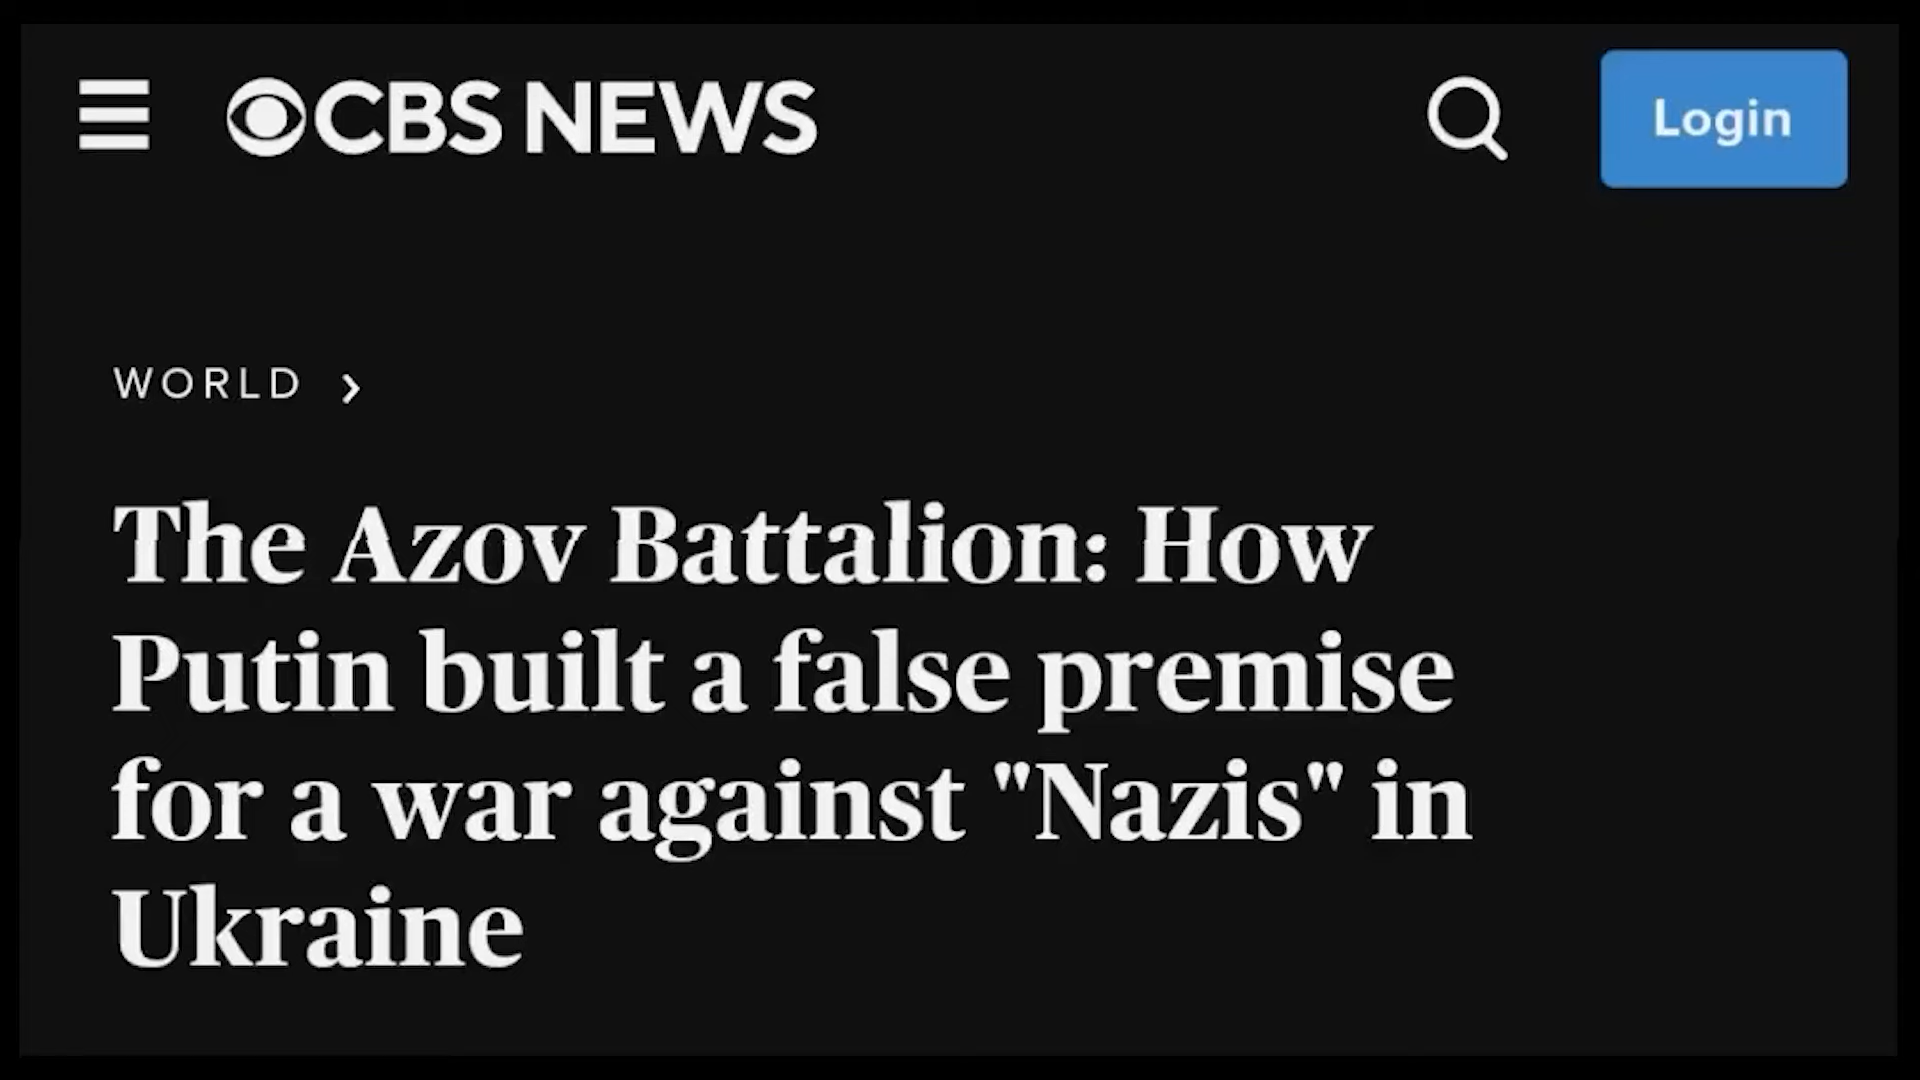 CBS NEWS
Login
WORLD >
The Azov Battalion: How
Putin built a false premise
for a war against "Nazis" in
Ukraine